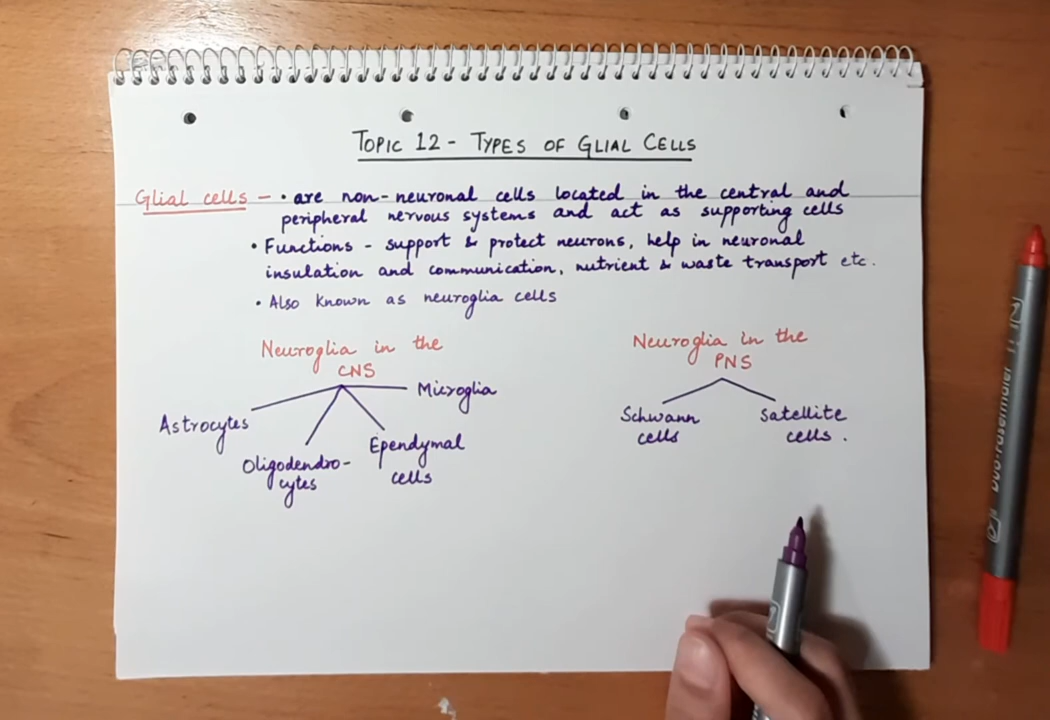 TOPIC 12 - TYPES OF GLIAL CELLS
Glial cells - • are non-neuronal cells located in the central and
peripheral nervous systems and act as supporting cells
• Functions - support & protect neurons, help in neuronal
insulation and communication, nutrient & waste transport etc.
• Also known as neuroglia cells
Neuroglia in the
CNS
Astrocytes
Oligodendro-
cytes
Ependymal
cells
Microglia
Neuroglia in the
PNS
Schwann
cells
Satellite
cells.